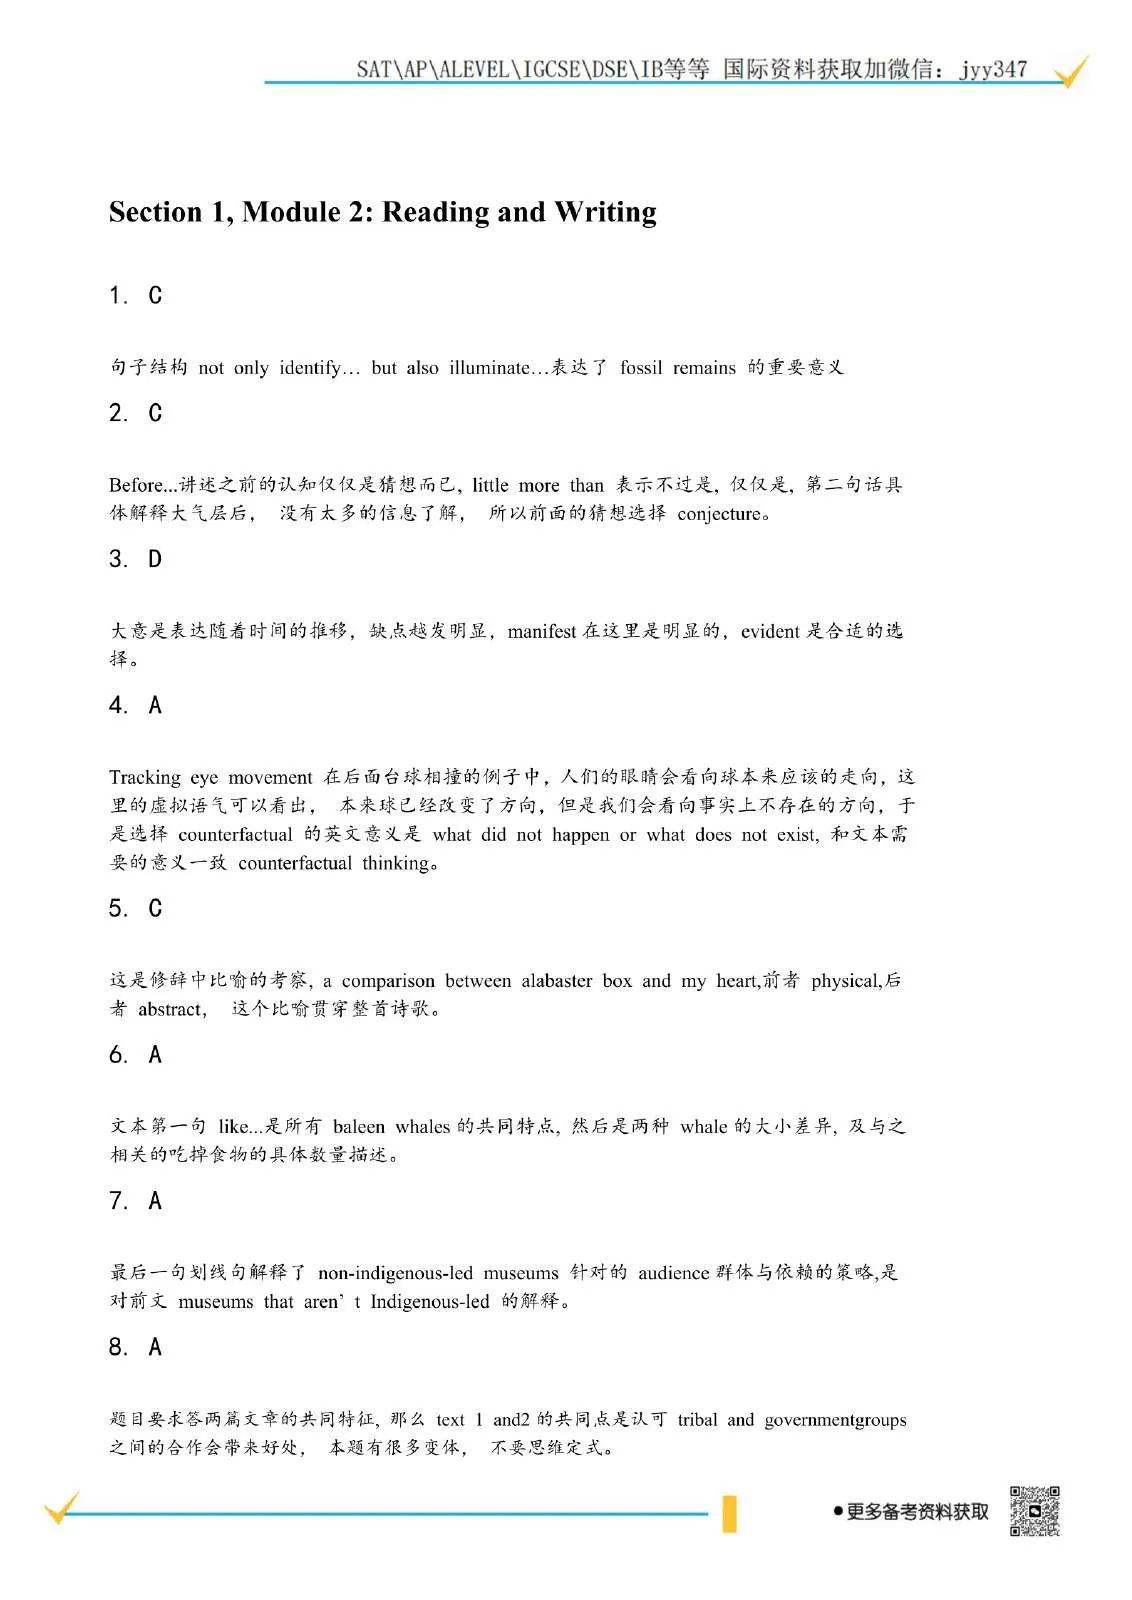 SAT\AP\ALEVEL\IGCSE\DSE\IB等等 国际资料获取加微信：jyy347
Section 1, Module 2: Reading and Writing
1. C
句子结构 not only identify... but also illuminate...表达了 fossil remains 的重要意义
2. C
Before...讲述之前的认知仅仅是猜想而已, little more than 表示不过是, 仅仅是, 第二句话具
体解释大气层后， 没有太多的信息了解， 所以前面的猜想选择 conjecture。
3. D
大意是表达随着时间的推移，缺点越发明显，manifest 在这里是明显的，evident 是合适的选
择。
4. A
Tracking eye movement 在后面台球相撞的例子中，人们的眼睛会看向球本来应该的走向，这
里的虚拟语气可以看出， 本来球已经改变了方向，但是我们会看向事实上不存在的方向，于
是选择 counterfactual 的英文意义是 what did not happen or what does not exist, 和文本需
要的意义一致 counterfactual thinking。
5. C
这是修辞中比喻的考察, a comparison between alabaster box and my heart,前者 physical,后
者 abstract， 这个比喻贯穿整首诗歌。
6. A
文本第一句 like...是所有 baleen whales 的共同特点, 然后是两种 whale 的大小差异, 及与之
相关的吃掉食物的具体数量描述。
7. A
最后一句划线句解释了 non-indigenous-led museums 针对的 audience 群体与依赖的策略,是
对前文 museums that aren’ t Indigenous-led 的解释。
8. A
题目要求答两篇文章的共同特征, 那么 text 1 and2 的共同点是认可 tribal and governmentgroups
之间的合作会带来好处， 本题有很多变体， 不要思维定式。
●更多备考资料获取